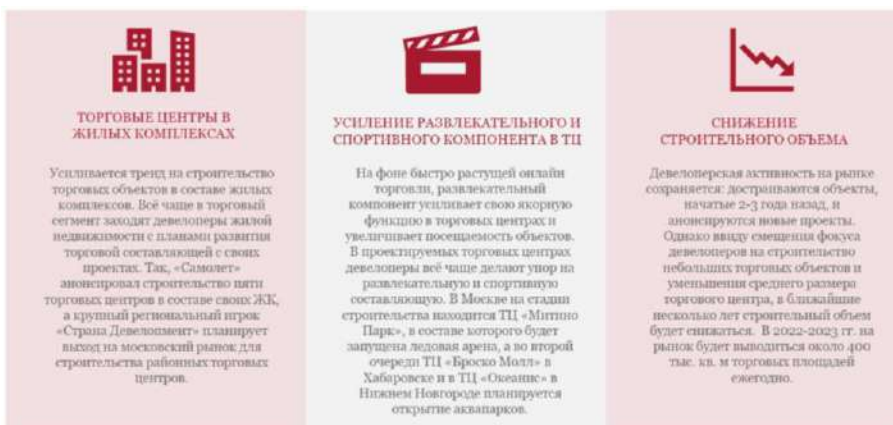 ТОРГОВЫЕ ЦЕНТРЫ В
ЖИЛЫХ КОМПЛЕКСАХ
Усиливается тренд на строительство
торговых объектов в составе жилых
комплексов. Всё чаще в торговый
сегмент заходят девелоперы жилой
недвижимости с планами развития
торговой составляющей с своих
проектах. Так, «Самолет»
анонсировал строительство пяти
торговых центров в составе своих ЖК,
а крупный региональный игрок
«Страна Девелопмент» планирует
выход на московский рынок для
строительства районных торговых
центров.
УСИЛЕНИЕ РАЗВЛЕКАТЕЛЬНОГО И
СПОРТИВНОГО КОМПОНЕНТА В ТЦ
На фоне быстро растущей онлайн
торговли, развлекательный
компонент усиливает свою якорную
функцию в торговых центрах и
увеличивает посещаемость объектов.
В проектируемых торговых центрах
девелоперы всё чаще делают упор на
развлекательную и спортивную
составляющую. В Москве на стадии
строительства находится ТЦ «Митино
Парк», в составе которого будет
запущена ледовая арена, а во второй
очереди ТЦ «Броско Молл» в
Хабаровске и в ТЦ «Океанис» в
Нижнем Новгороде планируется
открытие аквапарков.
СНИЖЕНИЕ
СТРОИТЕЛЬНОГО ОБЪЕМА
Девелоперская активность на рынке
сохраняется: достраиваются объекты,
начатые 2-3 года назад, и
анонсируются новые проекты.
Однако ввиду смещения фокуса
девелоперов на строительство
небольших торговых объектов и
уменьшения среднего размера
торгового центра, в ближайшие
несколько лет строительный объем
будет снижаться. В 2022-2023 гг. на
рынок будет выводиться около 400
тыс. кв. м торговых площадей
ежегодно.